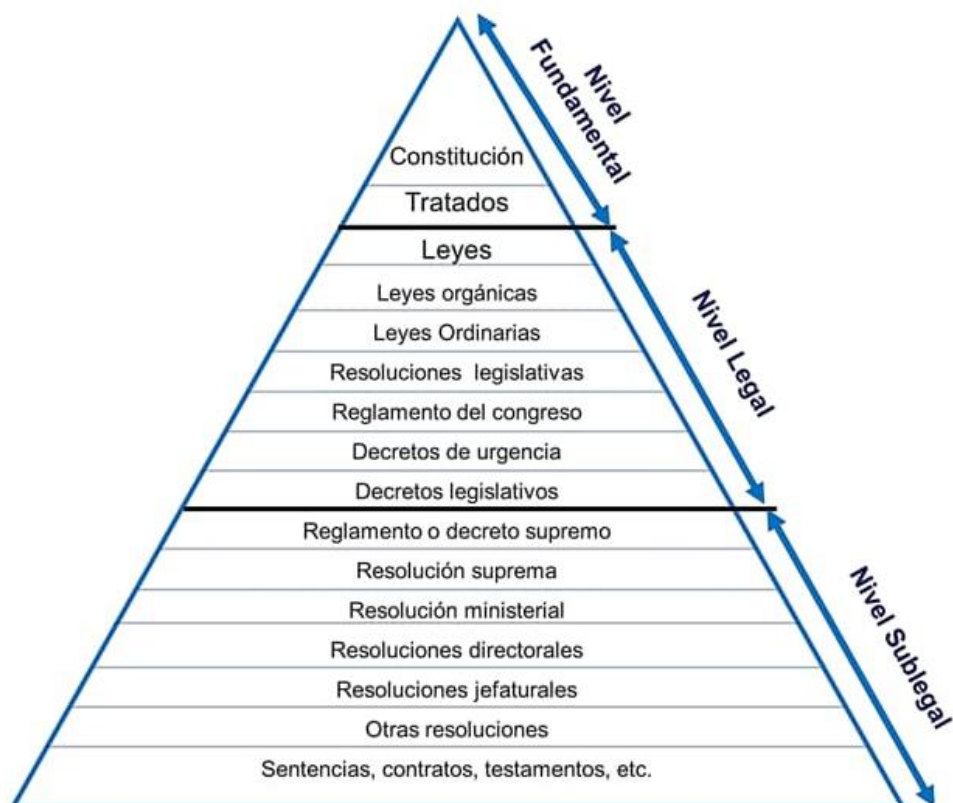 Nivel
Fundamental
Constitución
Tratados
Leyes
Leyes orgánicas
Leyes Ordinarias
Resoluciones legislativas
Reglamento del congreso
Decretos de urgencia
Decretos legislativos
Nivel Legal
Reglamento o decreto supremo
Resolución suprema
Resolución ministerial
Resoluciones directorales
Resoluciones jefaturales
Otras resoluciones
Sentencias, contratos, testamentos, etc.
Nivel Sublegal